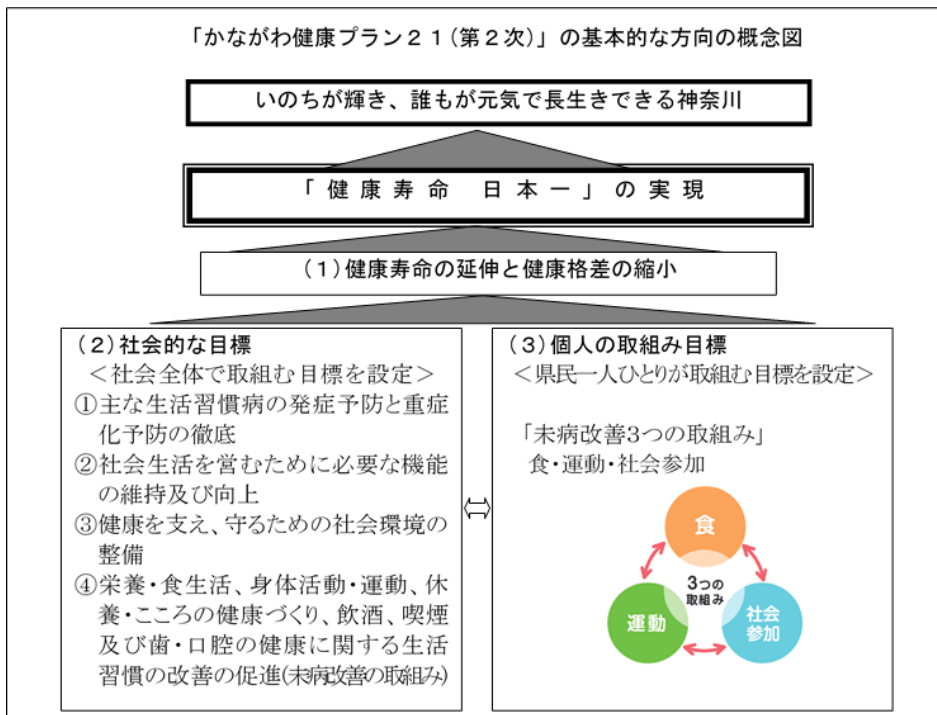 「かながわ健康プラン２１(第２次)」の基本的な方向の概念図
いのちが輝き、誰もが元気で長生きできる神奈川
「健康寿命　日本一」の実現
(１)健康寿命の延伸と健康格差の縮小
(２)社会的な目標
＜社会全体で取組む目標を設定＞
①主な生活習慣病の発症予防と重症
化予防の徹底
②社会生活を営むために必要な機能
の維持及び向上
③健康を支え、守るための社会環境の
整備
④栄養・食生活、身体活動・運動、休
養・こころの健康づくり、飲酒、喫煙
及び歯・口腔の健康に関する生活
習慣の改善の促進(未病改善の取組み)
(３)個人の取組み目標
＜県民一人ひとりが取組む目標を設定＞
「未病改善3つの取組み」
食・運動・社会参加
食
3つの
取組み
運動
社会
参加